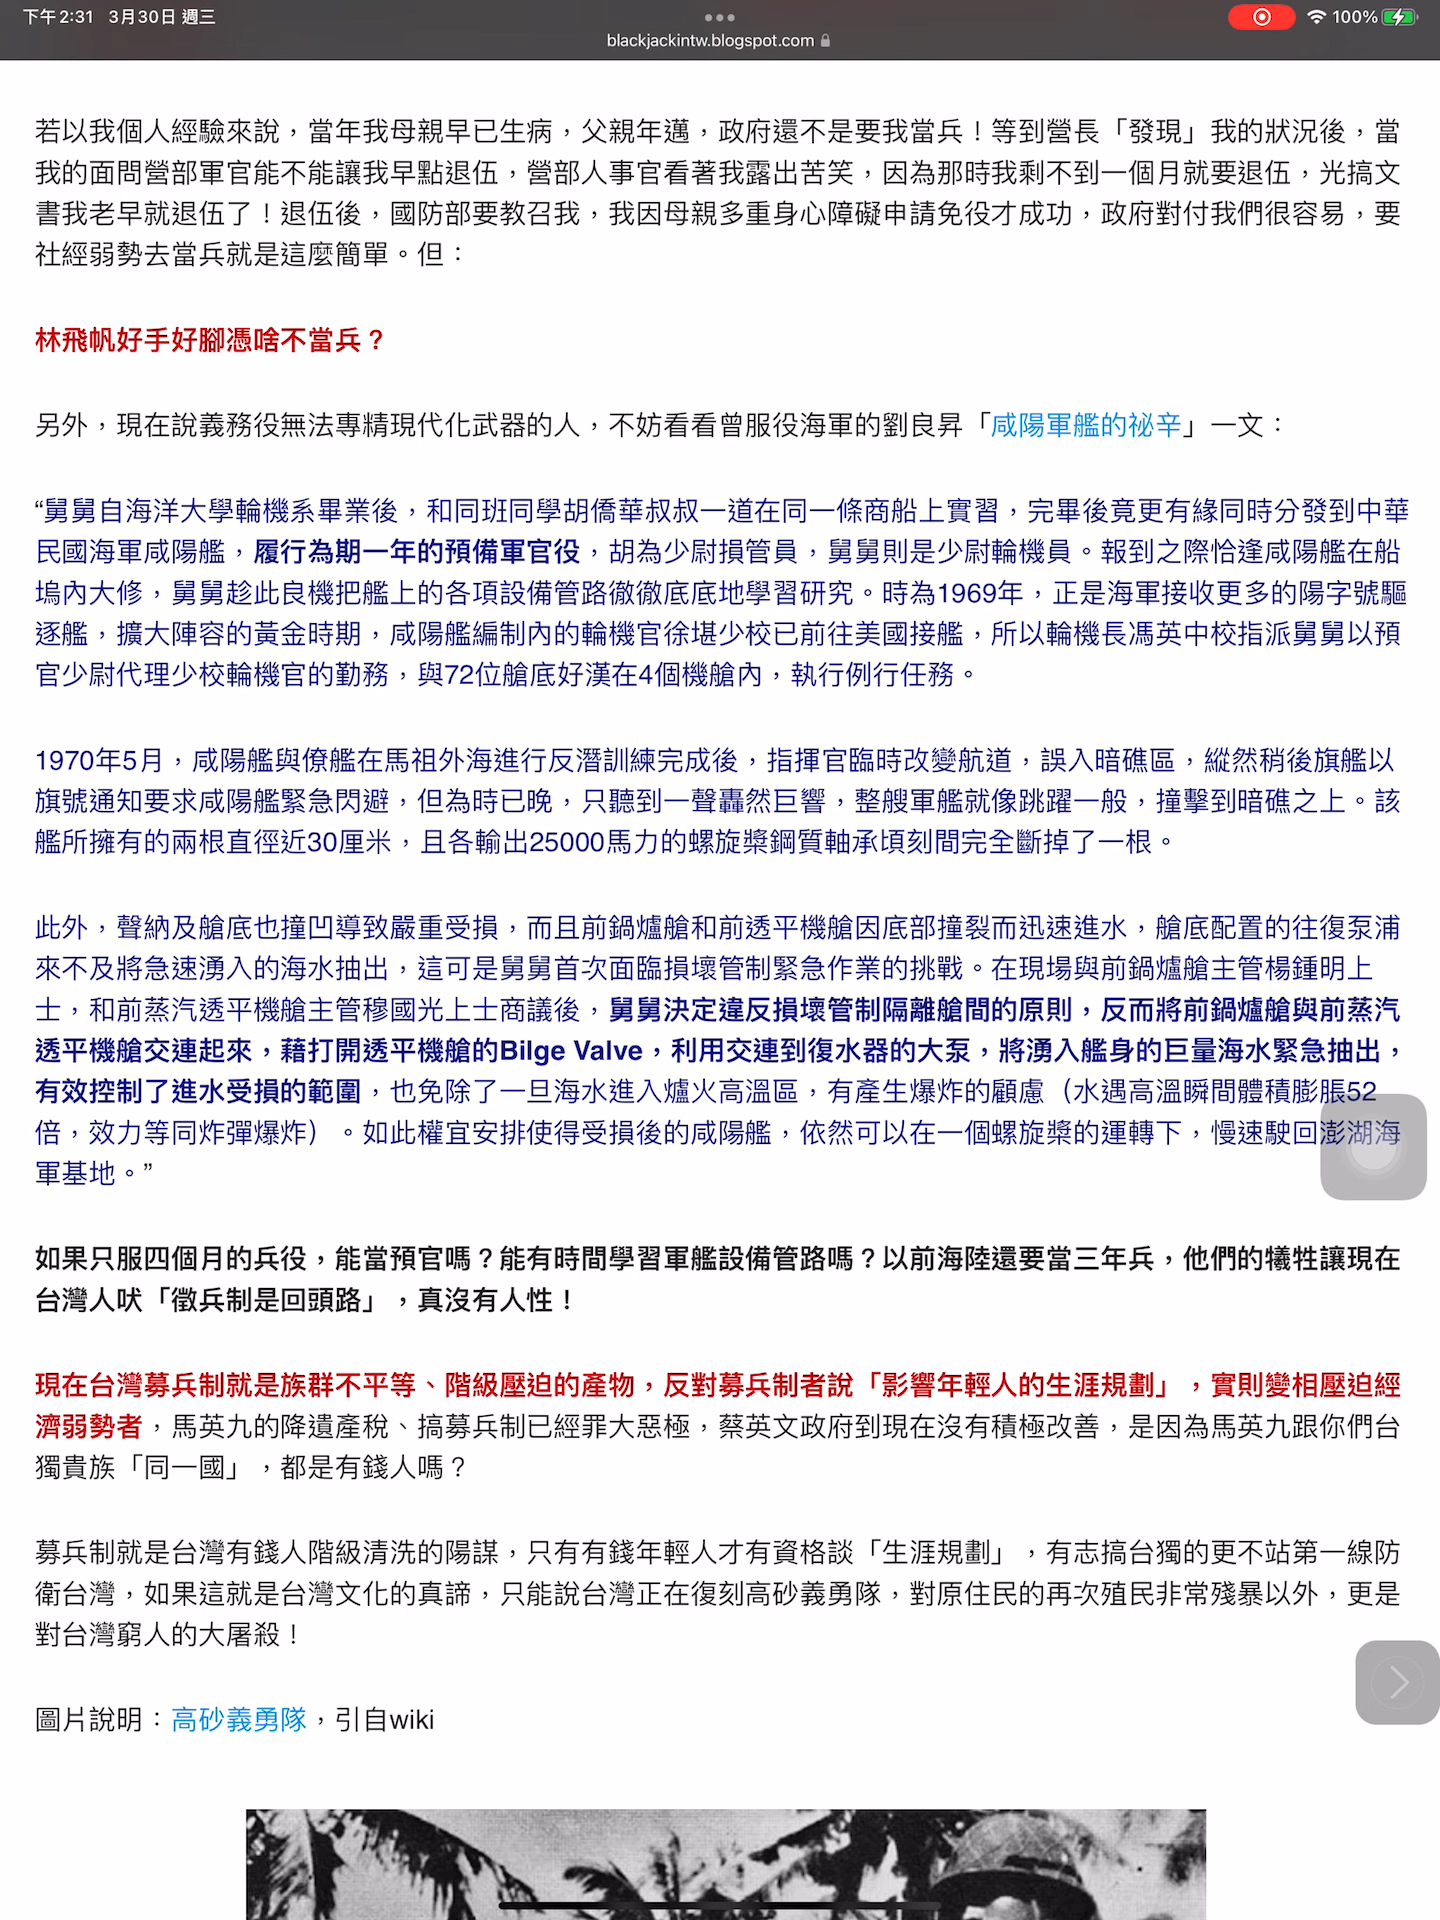 下午2:31 3月30日 週三
100%
blackjackintw.blogspot.com
若以我個人經驗來說，當年我母親早已生病，父親年邁，政府還不是要我當兵！等到營長「發現」我的狀況後，當
我的面問營部軍官能不能讓我早點退伍，營部人事官看著我露出苦笑，因為那時我剩不到一個月就要退伍，光搞文
書我老早就退伍了！退伍後，國防部要教召我，我因母親多重身心障礙申請免役才成功，政府對付我們很容易，要
社經弱勢去當兵就是這麼簡單。但：
林飛帆好手好腳憑啥不當兵？
另外，現在說義務役無法專精現代化武器的人，不妨看看曾服役海軍的劉良昇「咸陽軍艦的祕辛」一文：
“舅舅自海洋大學輪機系畢業後，和同班同學胡僑華叔叔一道在同一條商船上實習，完畢後竟更有緣同時分發到中華
民國海軍咸陽艦，履行為期一年的預備軍官役，胡為少尉損管員，舅舅則是少尉輪機員。報到之際恰逢咸陽艦在船
塢內大修，舅舅趁此良機把艦上的各項設備管路徹徹底底地學習研究。時為1969年，正是海軍接收更多的陽字號驅
逐艦，擴大陣容的黃金時期，咸陽艦編制內的輪機官徐堪少校已前往美國接艦，所以輪機長馮英中校指派舅舅以預
官少尉代理少校輪機官的勤務，與72位艙底好漢在4個機艙內，執行例行任務。
1970年5月，咸陽艦與僚艦在馬祖外海進行反潛訓練完成後，指揮官臨時改變航道，誤入暗礁區，縱然稍後旗艦以
旗號通知要求咸陽艦緊急閃避，但為時已晚，只聽到一聲轟然巨響，整艘軍艦就像跳躍一般，撞擊到暗礁之上。該
艦所擁有的兩根直徑近30厘米，且各輸出25000馬力的螺旋槳鋼質軸承頃刻間完全斷掉了一根。
此外，聲納及艙底也撞凹導致嚴重受損，而且前鍋爐艙和前透平機艙因底部撞裂而迅速進水，艙底配置的往復泵浦
來不及將急速湧入的海水抽出，這可是舅舅首次面臨損壞管制緊急作業的挑戰。在現場與前鍋爐艙主管楊鍾明上
士，和前蒸汽透平機艙主管穆國光上士商議後，舅舅決定違反損壞管制隔離艙間的原則，反而將前鍋爐艙與前蒸汽
透平機艙交連起來，藉打開透平機艙的Bilge Valve，利用交連到復水器的大泵，將湧入艦身的巨量海水緊急抽出，
有效控制了進水受損的範圍，也免除了一旦海水進入爐火高溫區，有產生爆炸的顧慮（水遇高溫瞬間體積膨脹52
倍，效力等同炸彈爆炸）。如此權宜安排使得受損後的咸陽艦，依然可以在一個螺旋槳的運轉下，慢速駛回澎湖海
軍基地。”
如果只服四個月的兵役，能當預官嗎？能有時間學習軍艦設備管路嗎？以前海陸還要當三年兵，他們的犧牲讓現在
台灣人吠「徵兵制是回頭路」，真沒有人性！
現在台灣募兵制就是族群不平等、階級壓迫的產物，反對募兵制者說「影響年輕人的生涯規劃」，實則變相壓迫經
濟弱勢者，馬英九的降遺產稅、搞募兵制已經罪大惡極，蔡英文政府到現在沒有積極改善，是因為馬英九跟你們台
獨貴族「同一國」，都是有錢人嗎？
募兵制就是台灣有錢人階級清洗的陽謀，只有有錢年輕人才有資格談「生涯規劃」，有志搞台獨的更不站第一線防
衛台灣，如果這就是台灣文化的真諦，只能說台灣正在復刻高砂義勇隊，對原住民的再次殖民非常殘暴以外，更是
對台灣窮人的大屠殺！
圖片說明：高砂義勇隊，引自wiki